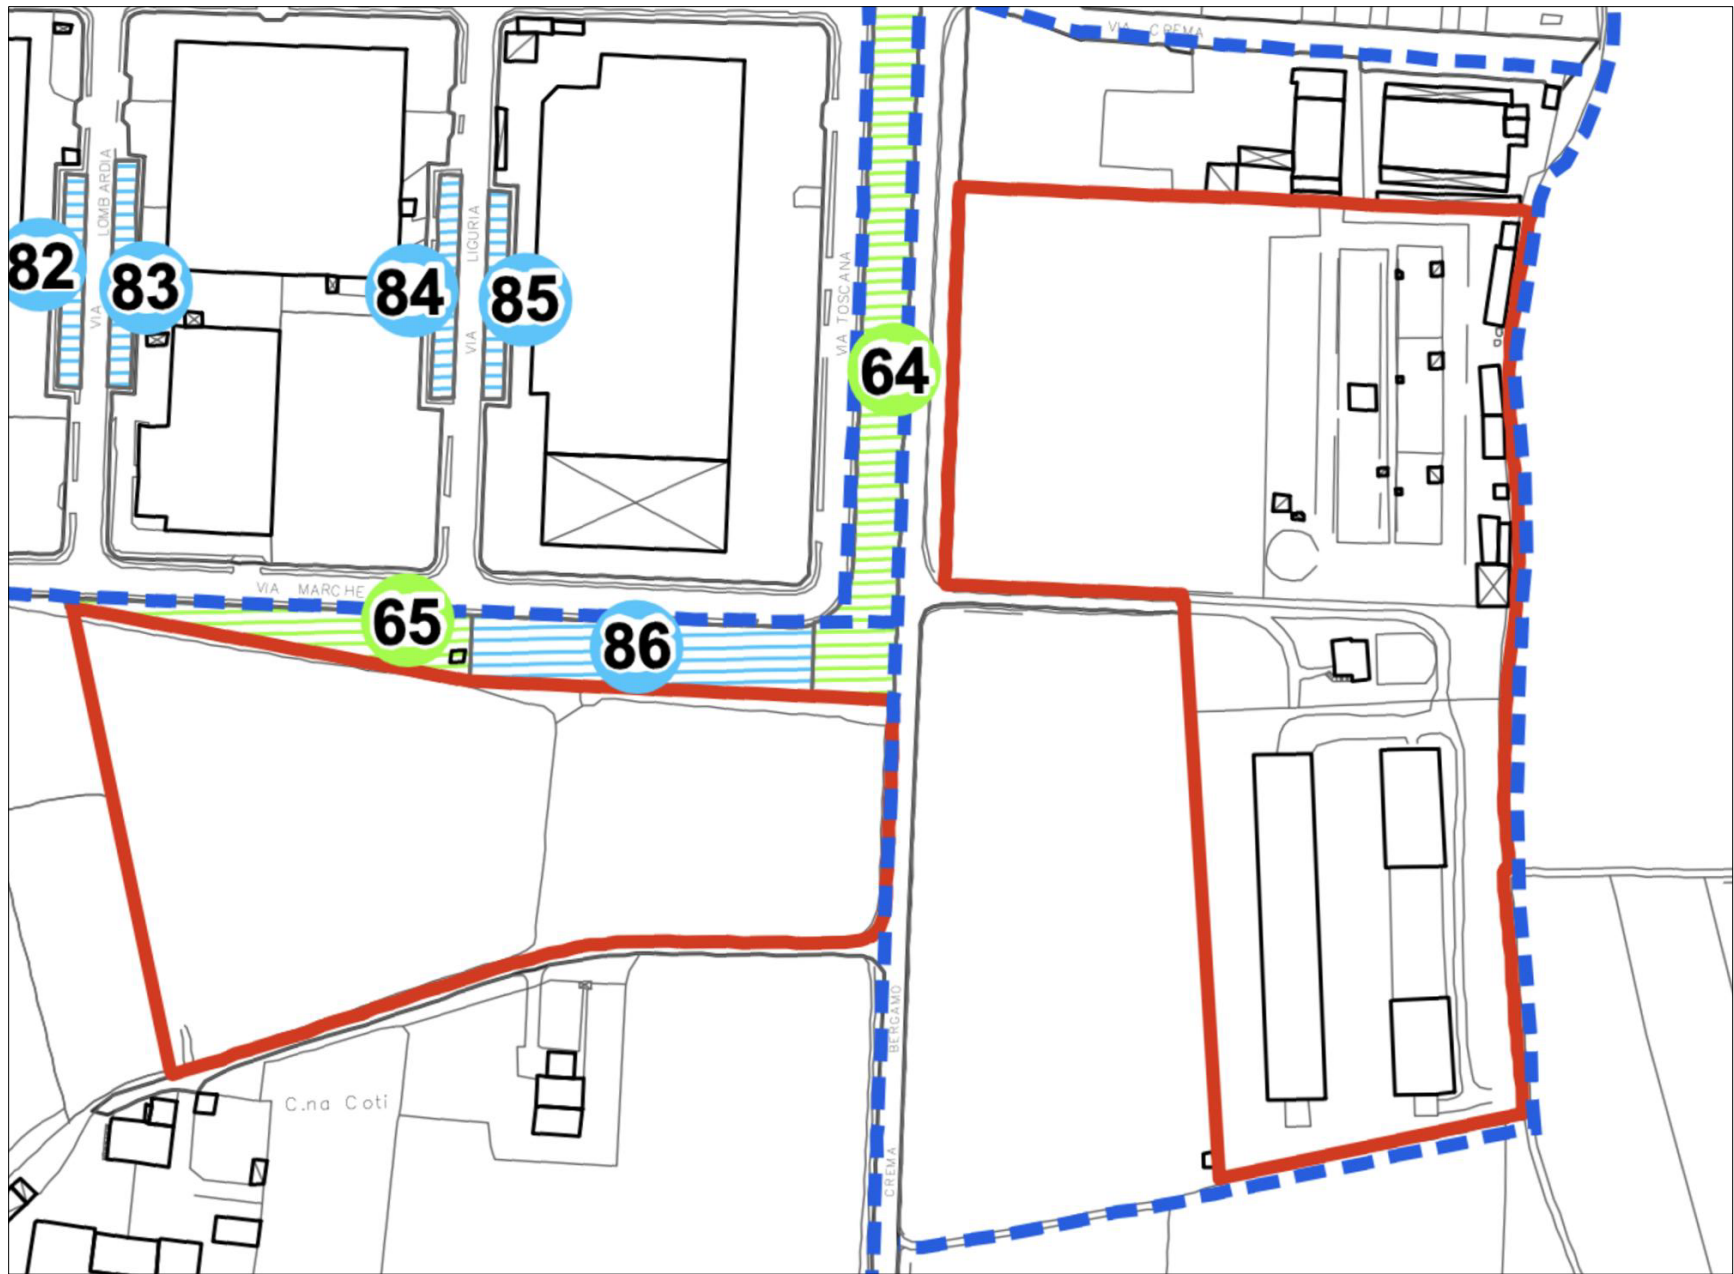 VIA CREMA
VIA LOMBARDIA
VIA LIGURIA
VIA TOSCANA
82
83
84
85
64
VIA MARCHE
65
86
BERGAMO
C.na Coti
CREMA